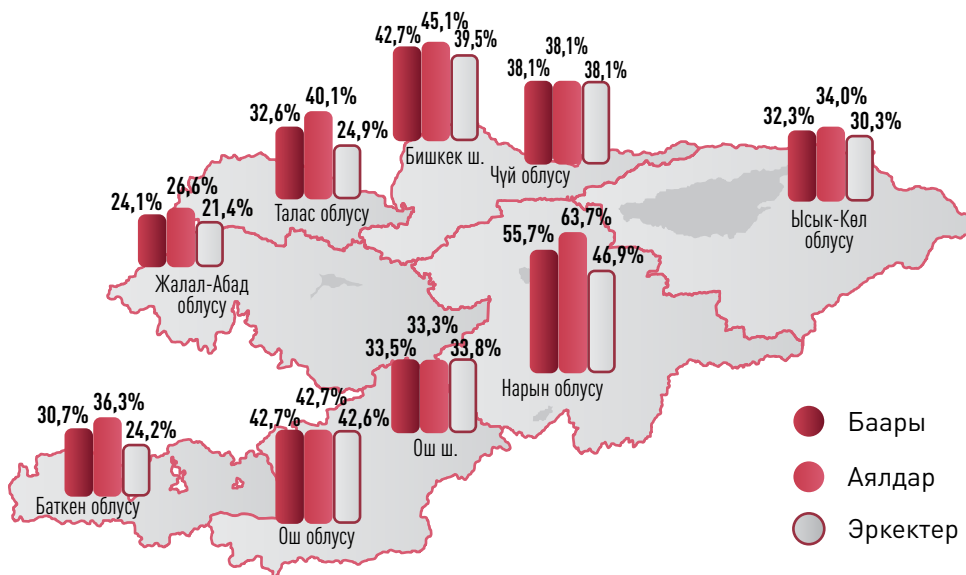 42,7% 45,1% 39,5%
Бишкек ш.
38,1% 38,1% 38,1%
Чүй облусу
32,6% 40,1% 24,9%
Талас облусу
32,3% 34,0% 30,3%
Ысык-Көл
облусу
24,1% 26,6% 21,4%
Жалал-Абад
облусу
55,7% 63,7% 46,9%
Нарын облусу
33,5% 33,3% 33,8%
Ош ш.
30,7% 36,3% 24,2%
Баткен облусу
42,7% 42,7% 42,6%
Ош облусу
Баары
Аялдар
Эркектер